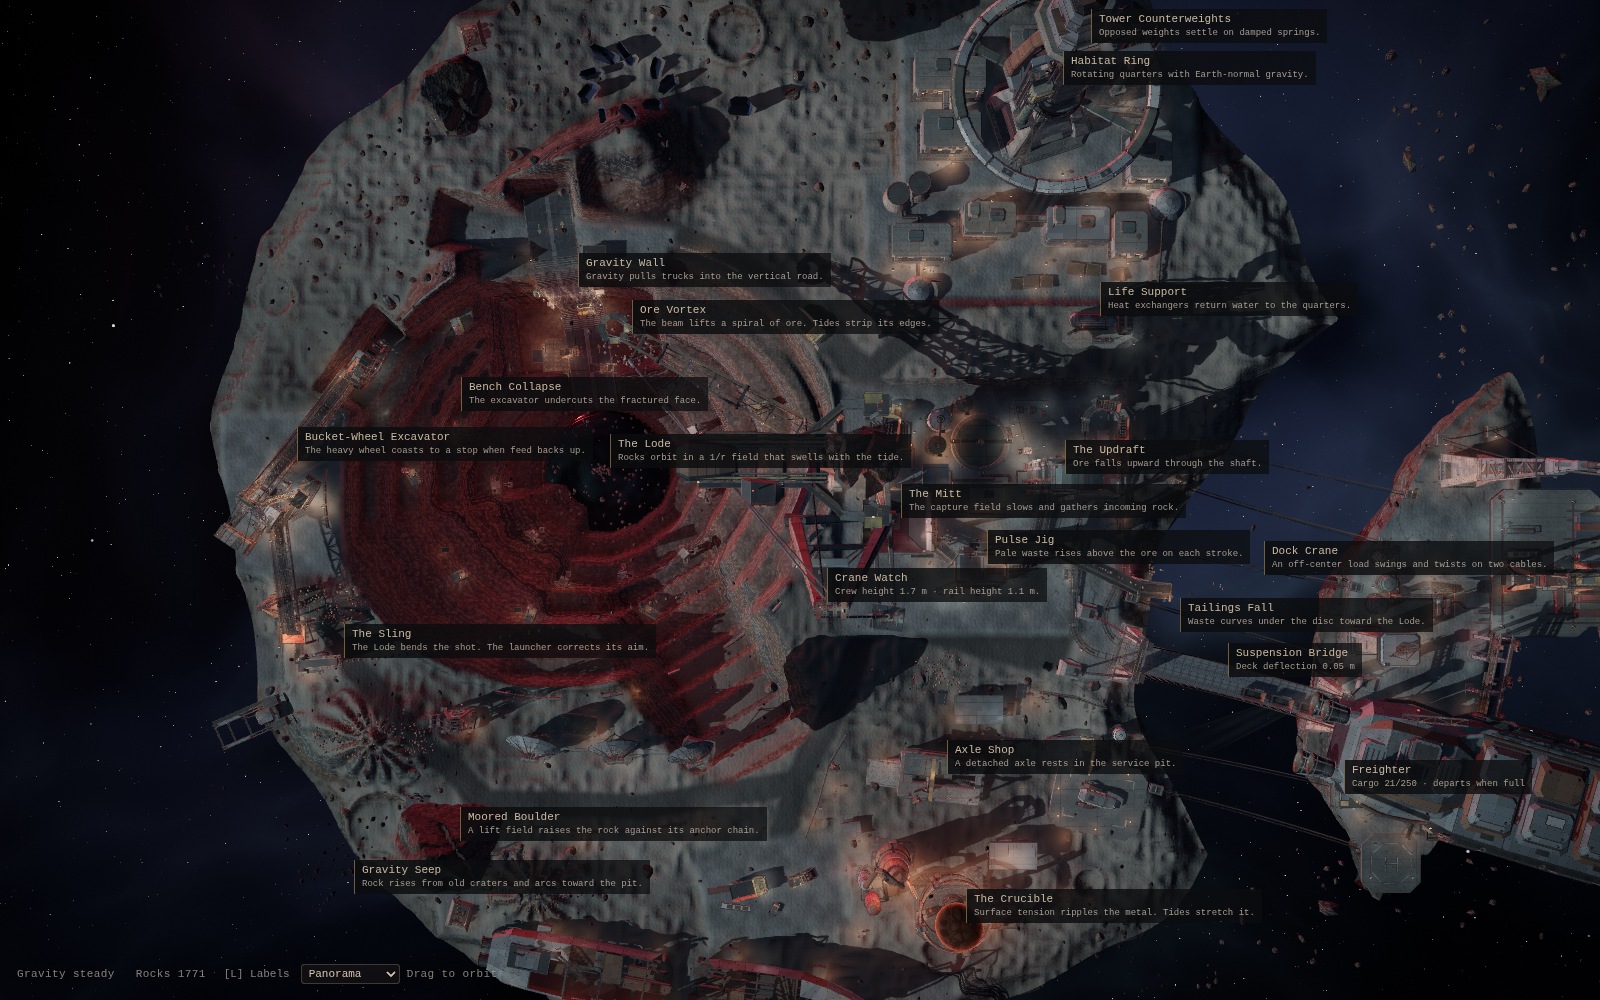 Tower Counterweights
Opposed weights settle on damped springs.
Habitat Ring
Rotating quarters with Earth-normal gravity.
Gravity Wall
Gravity pulls trucks into the vertical road.
Life Support
Heat exchangers return water to the quarters.
Ore Vortex
The beam lifts a spiral of ore. Tides strip its edges.
Bench Collapse
The excavator undercuts the fractured face.
Bucket-Wheel Excavator
The heavy wheel coasts to a stop when feed backs up.
The Lode
Rocks orbit in a 1/r field that swells with the tide.
The Updraft
Ore falls upward through the shaft.
The Mitt
The capture field slows and gathers incoming rock.
Pulse Jig
Pale waste rises above the ore on each stroke.
Dock Crane
An off-center load swings and twists on two cables.
Crane Watch
Crew height 1.7 m · rail height 1.1 m.
Tailings Fall
Waste curves under the disc toward the Lode.
The Sling
The Lode bends the shot. The launcher corrects its aim.
Suspension Bridge
Deck deflection 0.05 m
Axle Shop
A detached axle rests in the service pit.
Freighter
Cargo 21/250 · departs when full
Moored Boulder
A lift field raises the rock against its anchor chain.
Gravity Seep
Rock rises from old craters and arcs toward the pit.
The Crucible
Surface tension ripples the metal. Tides stretch it.
Gravity steady Rocks 1771 · [L] Labels Panorama Drag to orbit